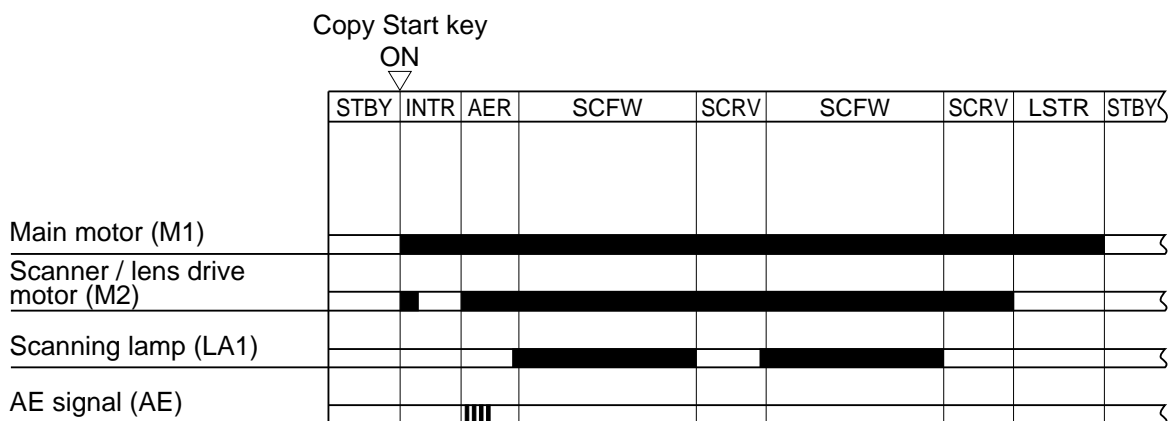 Copy Start key
ON
STBY INTR AER SCFW SCRV SCFW SCRV LSTR STBY
Main motor (M1)
Scanner / lens drive
motor (M2)
Scanning lamp (LA1)
AE signal (AE)